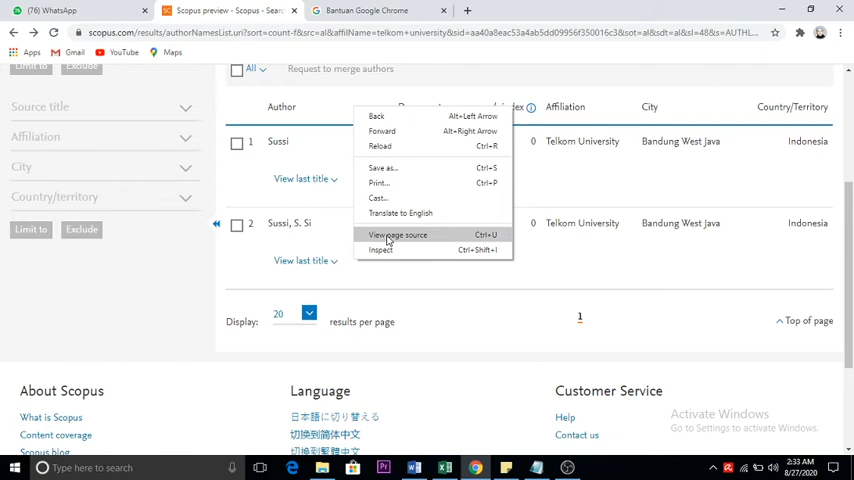 (76) WhatsApp
Scopus preview - Scopus - Searc
Bantuan Google Chrome
scopus.com/results/authorNamesList.uri?sort=count-f&src=al&affilName=telkom+university&sid=aa40a8eac53a4ab5dd09956f350016c3&sot=al&sdt=al&sl=48&s=AUTHL...
Apps
Gmail
YouTube
Maps
Limit to
Exclude
All
Request to merge authors
Source title
Affiliation
City
Country/Territory
Limit to
Exclude
Author
Affiliation
City
Country/Territory
1
Sussi
0
Telkom University
Bandung West Java
Indonesia
View last title
2
Sussi, S. Si
0
Telkom University
Bandung West Java
Indonesia
View last title
Back
Alt+Left Arrow
Forward
Alt+Right Arrow
Reload
Ctrl+R
Save as...
Ctrl+S
Print...
Ctrl+P
Cast...
Translate to English
View page source
Ctrl+U
Inspect
Ctrl+Shift+I
Display:
20
results per page
1
Top of page
About Scopus
Language
Customer Service
What is Scopus
日本語に切り替える
Help
Content coverage
切换到简体中文
Contact us
Scopus blog
切換到繁體中文
Activate Windows
Go to Settings to activate Windows.
Type here to search
2:33 AM
8/27/2020